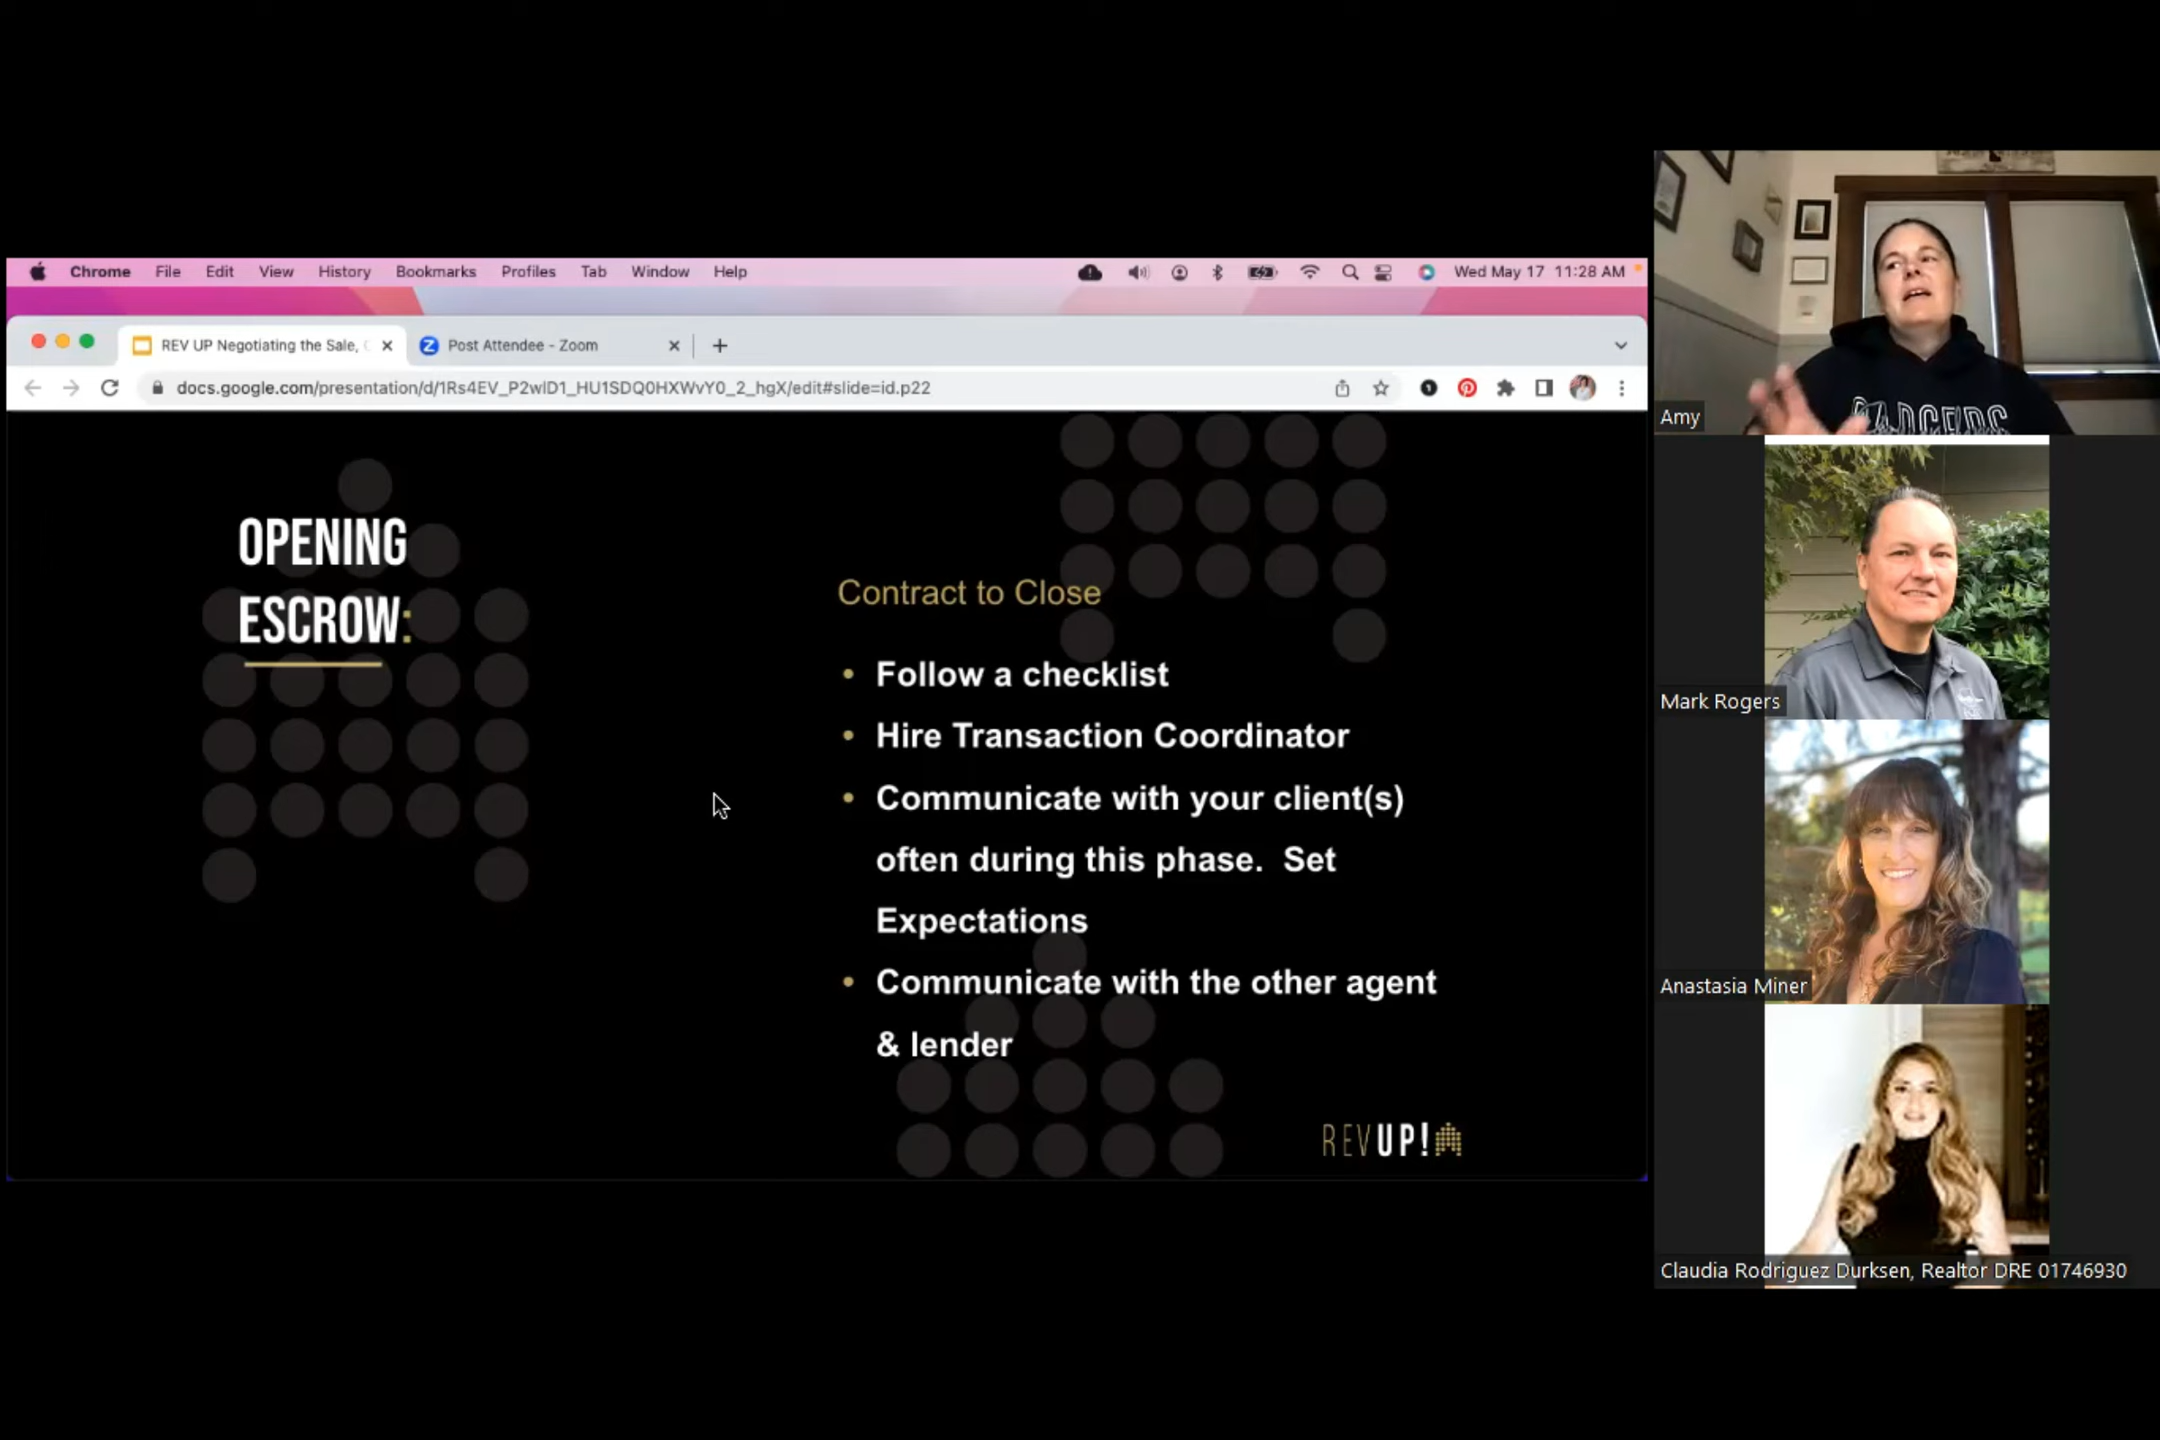 Chrome File Edit View History Bookmarks Profiles Tab Window Help Wed May 17 11:28 AM
REV UP Negotiating the Sale, Post Attendee - Zoom
docs.google.com/presentation/d/1Rs4EV_P2wID1_HU1SDQ0HXWvY0_2_hgX/edit#slide=id.p22
OPENING
ESCROW:
Contract to Close
• Follow a checklist
• Hire Transaction Coordinator
• Communicate with your client(s)
often during this phase. Set
Expectations
• Communicate with the other agent
& lender
REVUP!
Amy
Mark Rogers
Anastasia Miner
Claudia Rodriguez Durksen, Realtor DRE 01746930